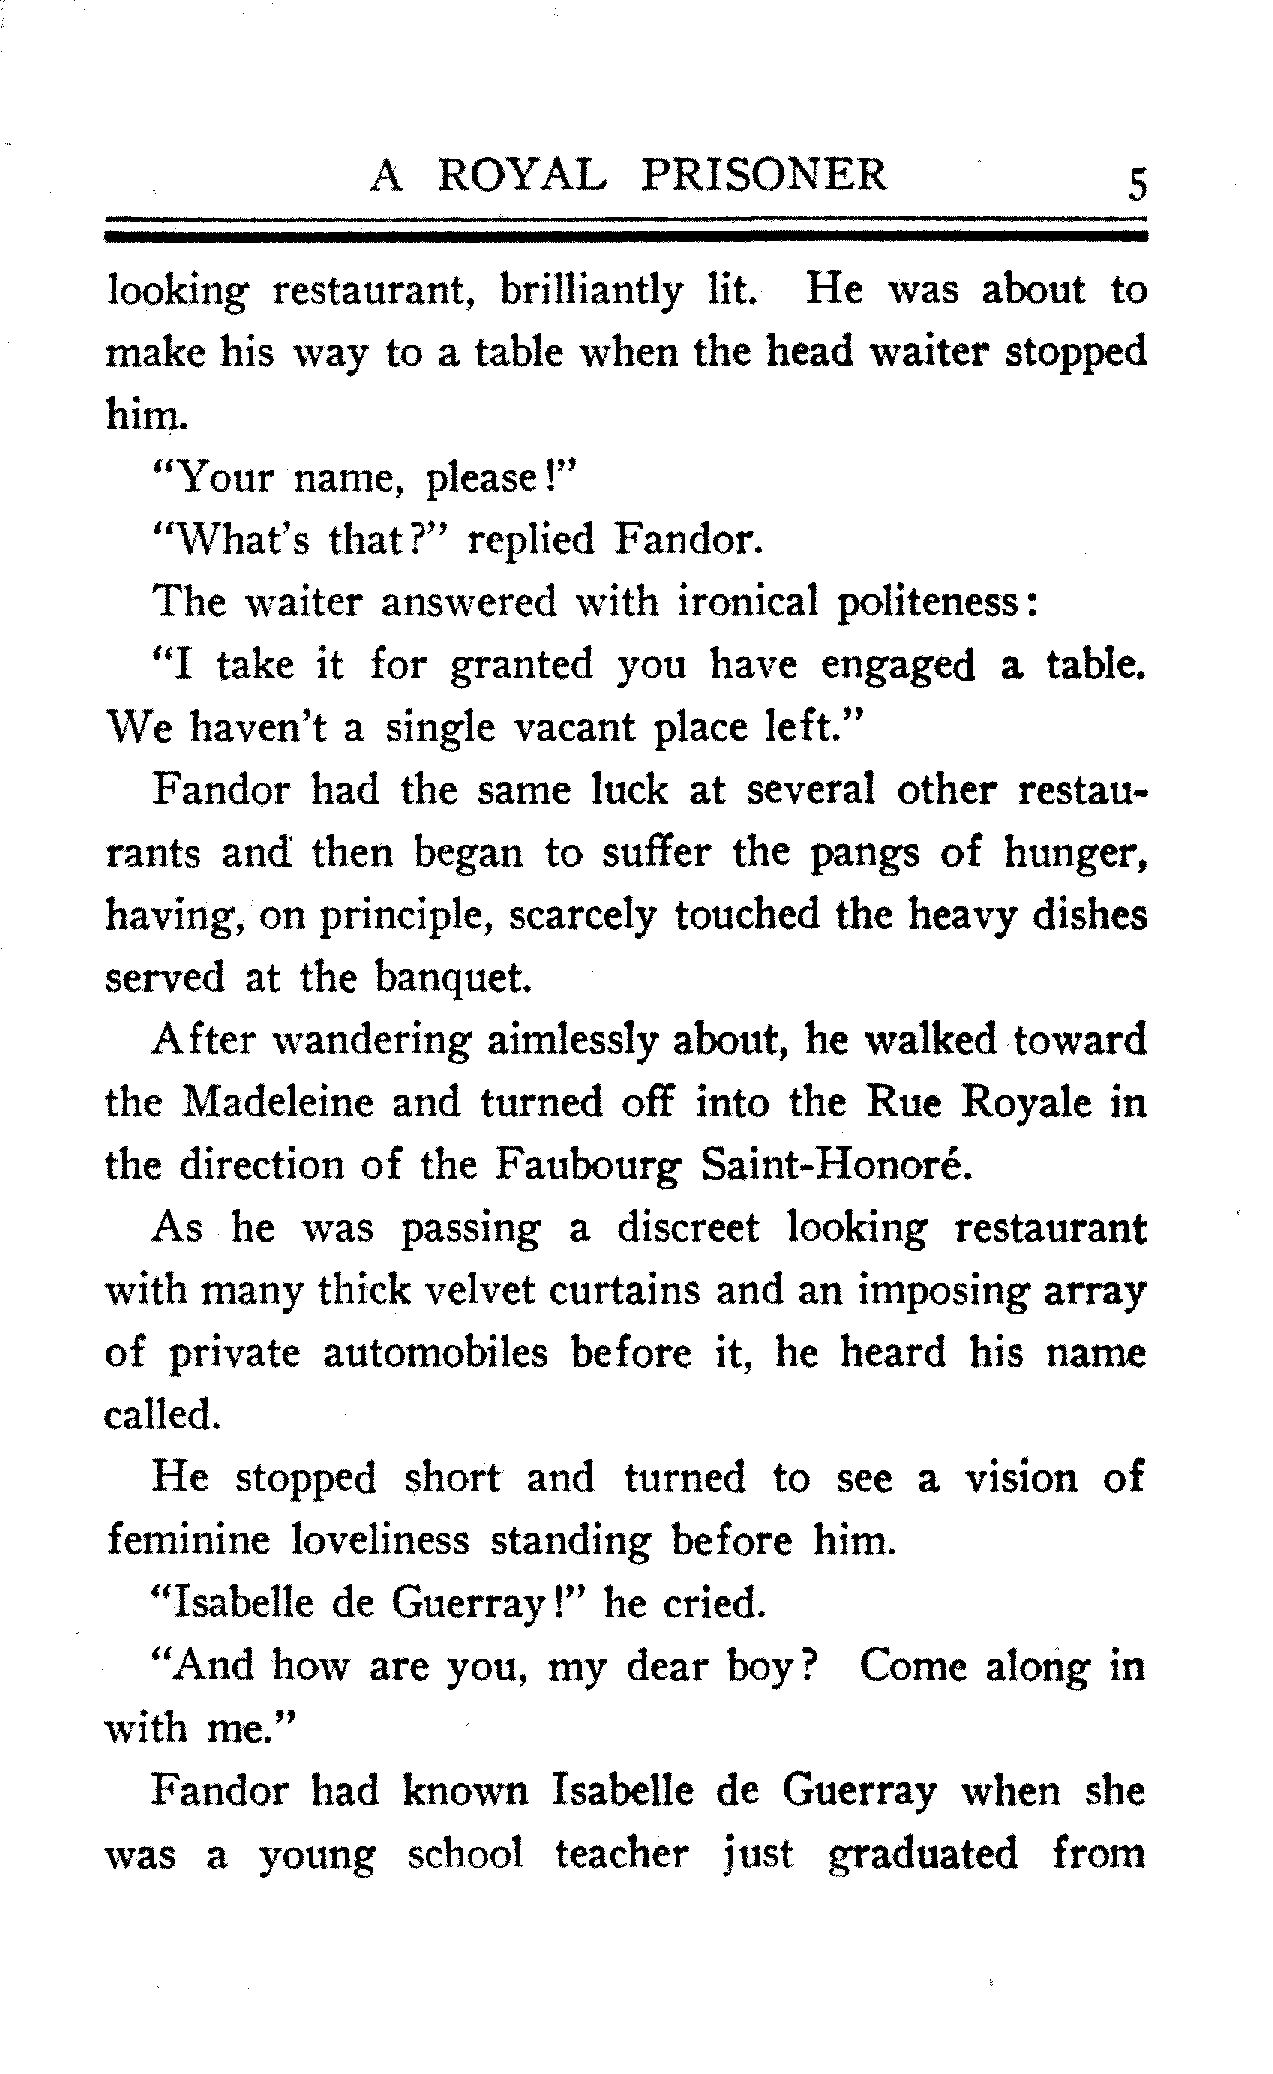 A ROYAL PRISONER 5
looking restaurant, brilliantly lit. He was about to
make his way to a table when the head waiter stopped
him.
"Your name, please!"
"What's that?" replied Fandor.
The waiter answered with ironical politeness:
"I take it for granted you have engaged a table.
We haven't a single vacant place left."
Fandor had the same luck at several other restau-
rants and then began to suffer the pangs of hunger,
having, on principle, scarcely touched the heavy dishes
served at the banquet.
After wandering aimlessly about, he walked toward
the Madeleine and turned off into the Rue Royale in
the direction of the Faubourg Saint-Honoré.
As he was passing a discreet looking restaurant
with many thick velvet curtains and an imposing array
of private automobiles before it, he heard his name
called.
He stopped short and turned to see a vision of
feminine loveliness standing before him.
"Isabelle de Guerray!" he cried.
"And how are you, my dear boy? Come along in
with me."
Fandor had known Isabelle de Guerray when she
was a young school teacher just graduated from